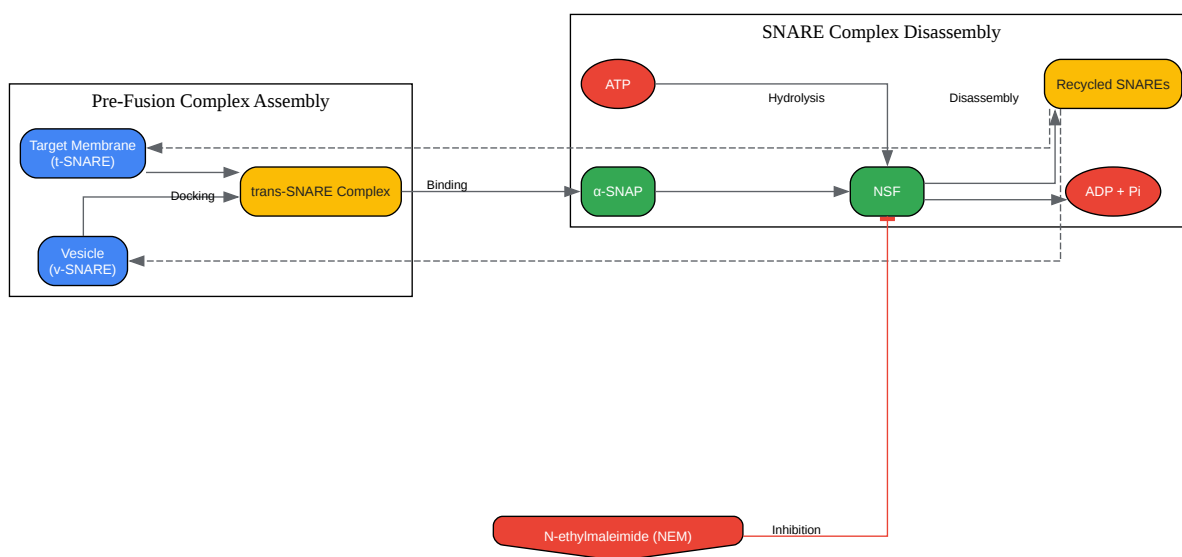 SNARE Complex Disassembly
ATP
Hydrolysis
Disassembly
Recycled SNAREs
Pre-Fusion Complex Assembly
Target Membrane
(t-SNARE)
trans-SNARE Complex
Docking
Binding
α-SNAP
NSF
ADP + Pi
Vesicle
(v-SNARE)
N-ethylmaleimide (NEM)
Inhibition